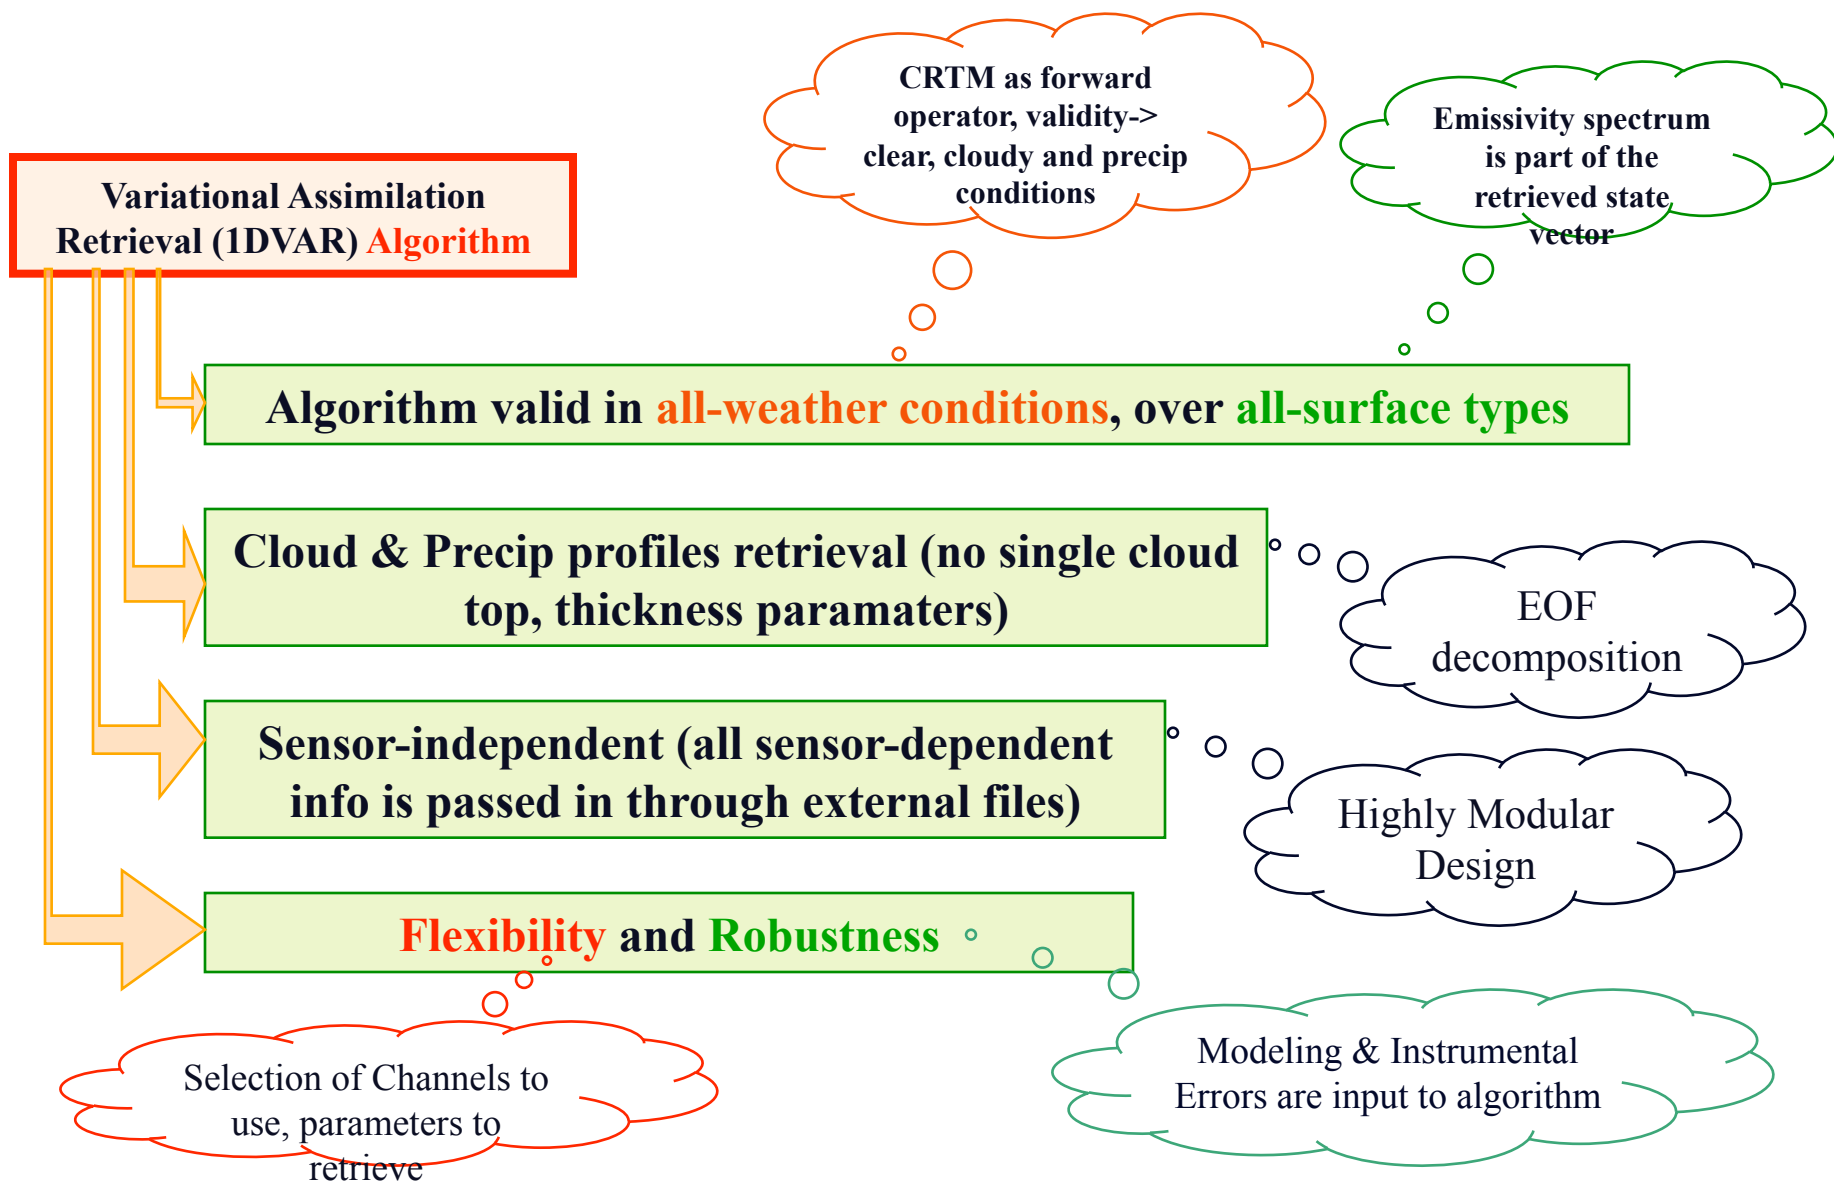 CRTM as forward
operator, validity->
clear, cloudy and precip
conditions
Emissivity spectrum
is part of the
retrieved state
vector
Variational Assimilation
Retrieval (1DVAR) Algorithm
Algorithm valid in all-weather conditions, over all-surface types
Cloud & Precip profiles retrieval (no single cloud
top, thickness paramaters)
EOF
decomposition
Sensor-independent (all sensor-dependent
info is passed in through external files)
Highly Modular
Design
Flexibility and Robustness
Selection of Channels to
use, parameters to
retrieve
Modeling & Instrumental
Errors are input to algorithm